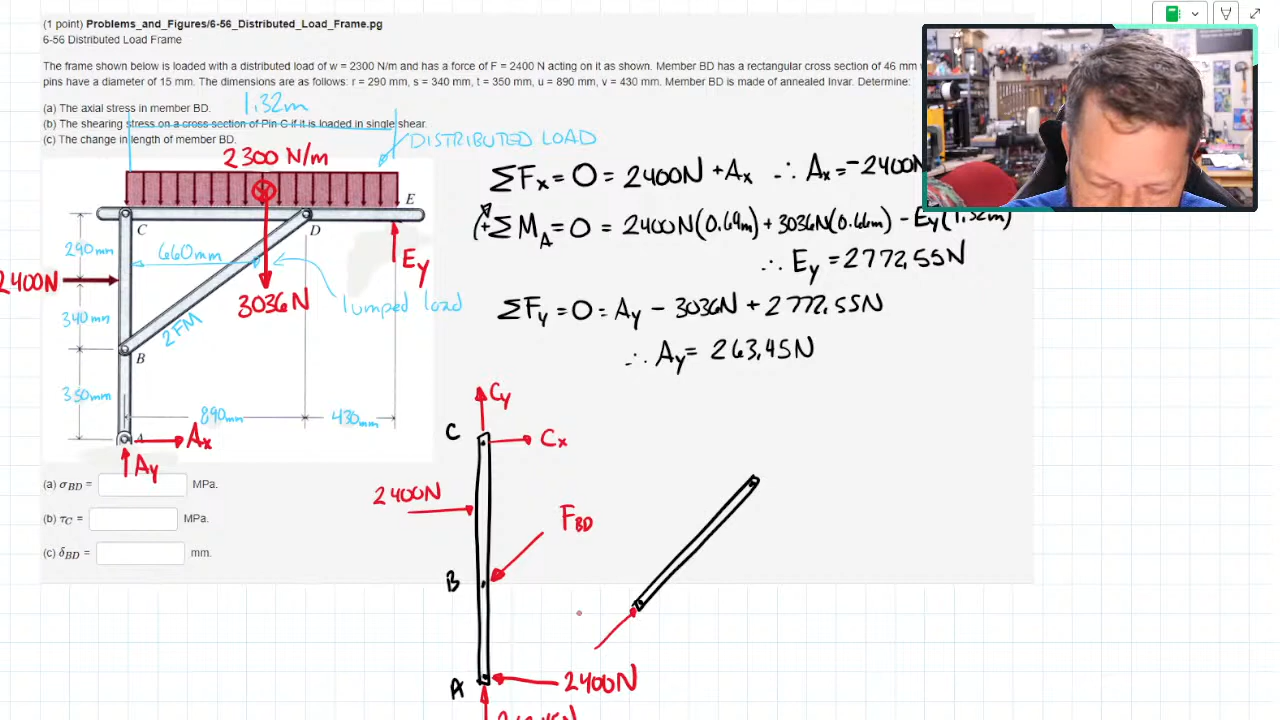 (1 point) Problems_and_Figures/6-56_Distributed_Load_Frame.pg
6-56 Distributed Load Frame
The frame shown below is loaded with a distributed load of w = 2300 N/m and has a force of F = 2400 N acting on it as shown. Member BD has a rectangular cross section of 46 mm
pins have a diameter of 15 mm. The dimensions are as follows: r = 290 mm, s = 340 mm, t = 350 mm, u = 890 mm, v = 430 mm. Member BD is made of annealed Invar. Determine:
(a) The axial stress in member BD.
1.32m
(b) The shearing stress on a cross section of Pin C if it is loaded in single shear.
(c) The change in length of member BD.
DISTRIBUTED LOAD
2300 N/m
E
C
D
290mm
660mm
Ey
2400N
3036N
lumped load
340mm
2FM
B
350mm
890mm
430mm
A
Ax
Ay
ΣFx = 0 = 2400N + Ax ∴ Ax = -2400N
+ΣMA = 0 = 2400N(0.69m) + 3036N(0.66m) - Ey(1.32m)
∴ Ey = 2772.55N
ΣFy = 0 = Ay - 3036N + 2772.55N
∴ Ay = 263.45N
(a) σBD = MPa.
(b) τC = MPa.
(c) δBD = mm.
Cy
C
Cx
2400N
FBD
B
A
2400N
263.45N